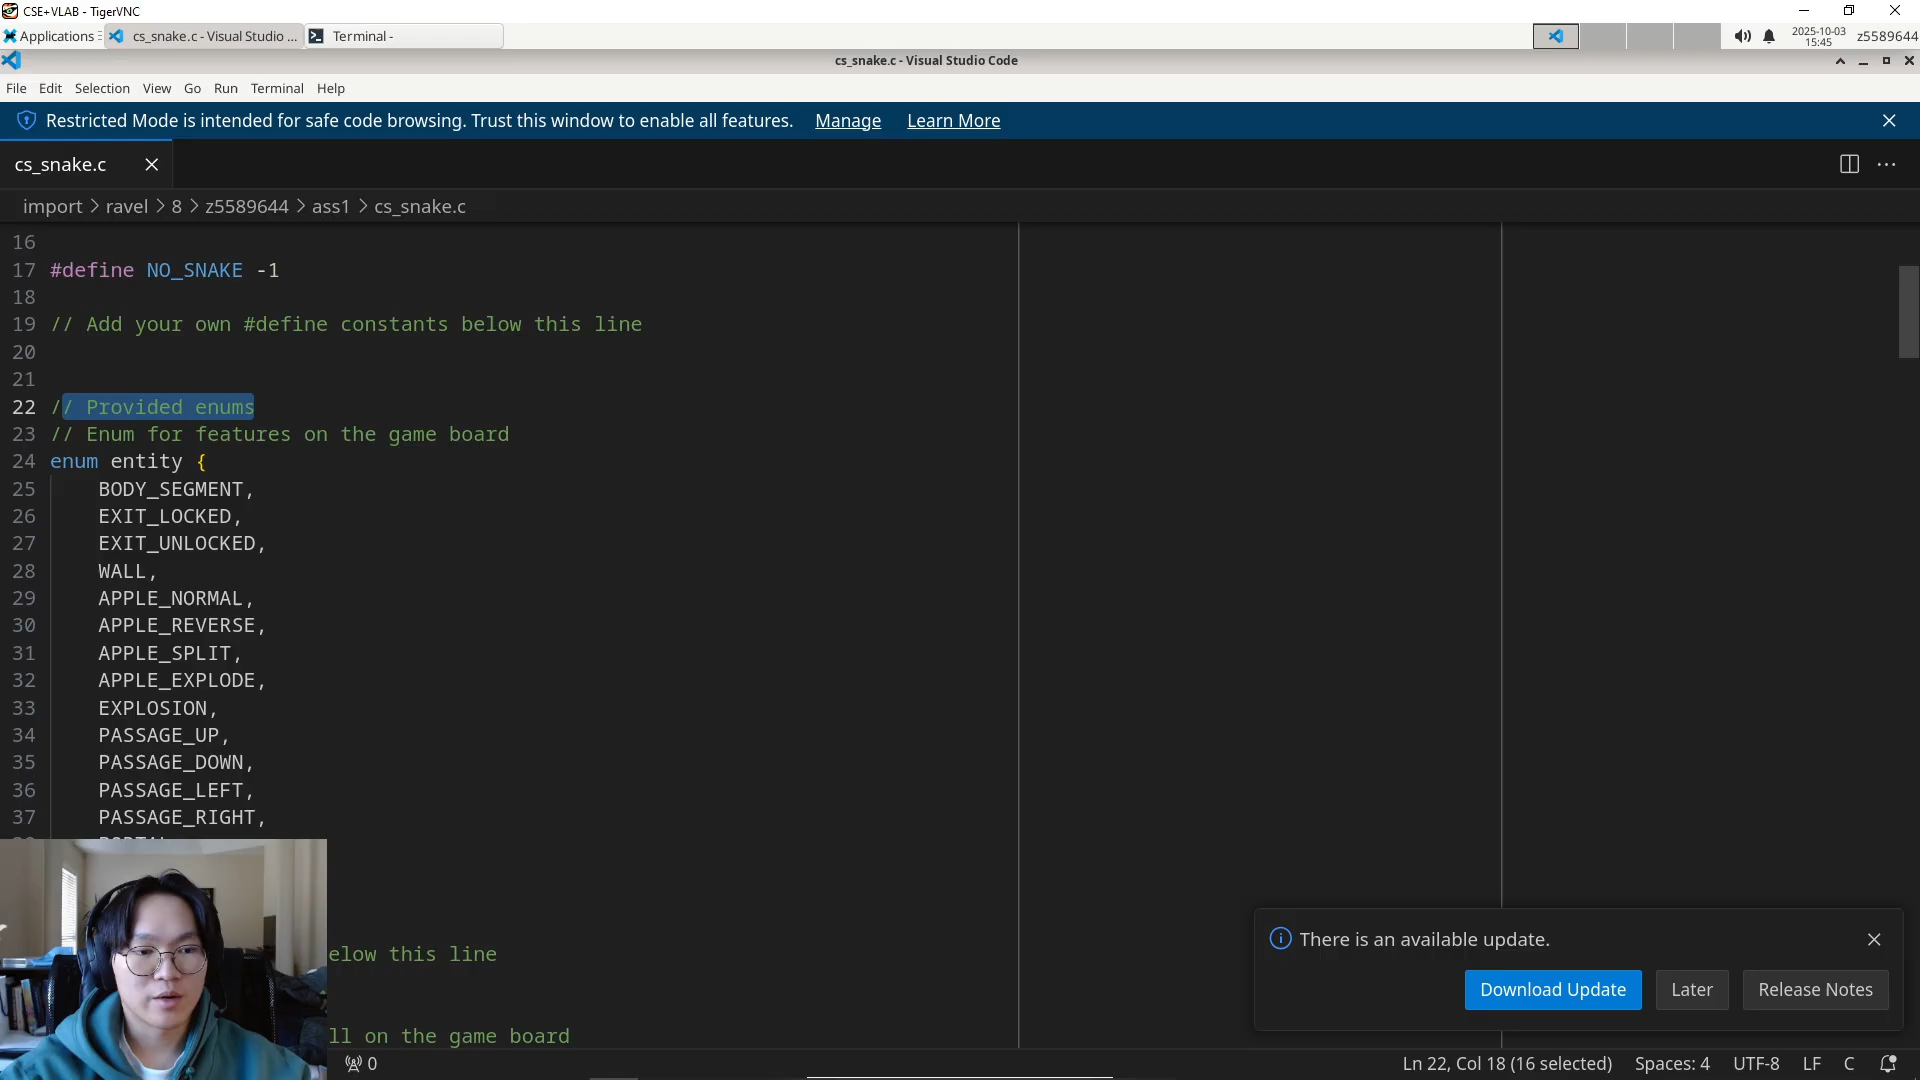 CSE+VLAB - TigerVNC
Applications
cs_snake.c - Visual Studio ...
Terminal -
2025-10-03
15:45
z5589644
cs_snake.c - Visual Studio Code
File Edit Selection View Go Run Terminal Help
Restricted Mode is intended for safe code browsing. Trust this window to enable all features. Manage Learn More
cs_snake.c
import > ravel > 8 > z5589644 > ass1 > cs_snake.c
16
17 #define NO_SNAKE -1
18
19 // Add your own #define constants below this line
20
21
22 // Provided enums
23 // Enum for features on the game board
24 enum entity {
25 BODY_SEGMENT,
26 EXIT_LOCKED,
27 EXIT_UNLOCKED,
28 WALL,
29 APPLE_NORMAL,
30 APPLE_REVERSE,
31 APPLE_SPLIT,
32 APPLE_EXPLODE,
33 EXPLOSION,
34 PASSAGE_UP,
35 PASSAGE_DOWN,
36 PASSAGE_LEFT,
37 PASSAGE_RIGHT,
elow this line
ll on the game board
There is an available update.
Download Update
Later
Release Notes
0
Ln 22, Col 18 (16 selected)
Spaces: 4
UTF-8
LF
C